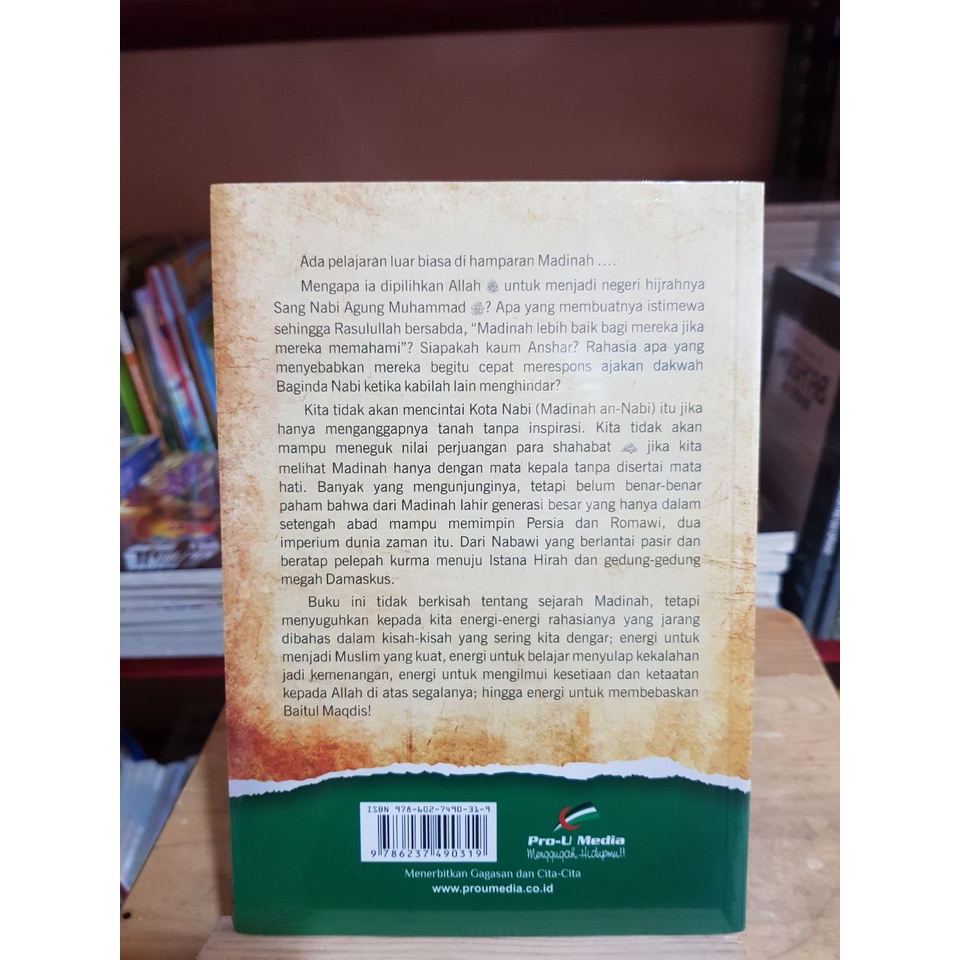 Ada pelajaran luar biasa di hamparan Madinah ....
Mengapa ia dipilihkan Allah ﷻ untuk menjadi negeri hijrahnya
Sang Nabi Agung Muhammad ﷺ? Apa yang membuatnya istimewa
sehingga Rasulullah bersabda, “Madinah lebih baik bagi mereka jika
mereka memahami”? Siapakah kaum Anshar? Rahasia apa yang
menyebabkan mereka begitu cepat merespons ajakan dakwah
Baginda Nabi ketika kabilah lain menghindar?
Kita tidak akan mencintai Kota Nabi (Madinah an-Nabi) itu jika
hanya menganggapnya tanah tanpa inspirasi. Kita tidak akan
mampu meneguk nilai perjuangan para shahabat jika kita
melihat Madinah hanya dengan mata kepala tanpa disertai mata
hati. Banyak yang mengunjunginya, tetapi belum benar-benar
paham bahwa dari Madinah lahir generasi besar yang hanya dalam
setengah abad mampu memimpin Persia dan Romawi, dua
imperium dunia zaman itu. Dari Nabawi yang berlantai pasir dan
beratap pelepah kurma menuju Istana Hirah dan gedung-gedung
megah Damaskus.
Buku ini tidak berkisah tentang sejarah Madinah, tetapi
menyuguhkan kepada kita energi-energi rahasianya yang jarang
dibahas dalam kisah-kisah yang sering kita dengar; energi untuk
menjadi Muslim yang kuat, energi untuk belajar menyulap kekalahan
jadi kemenangan, energi untuk mengilmui kesetiaan dan ketaatan
kepada Allah di atas segalanya; hingga energi untuk membebaskan
Baitul Maqdis!
ISBN 978-602-7490-31-9
9 786237 490319
Pro-U Media
Menggugah Hidupmu!!
Menerbitkan Gagasan dan Cita-Cita
www.proumedia.co.id